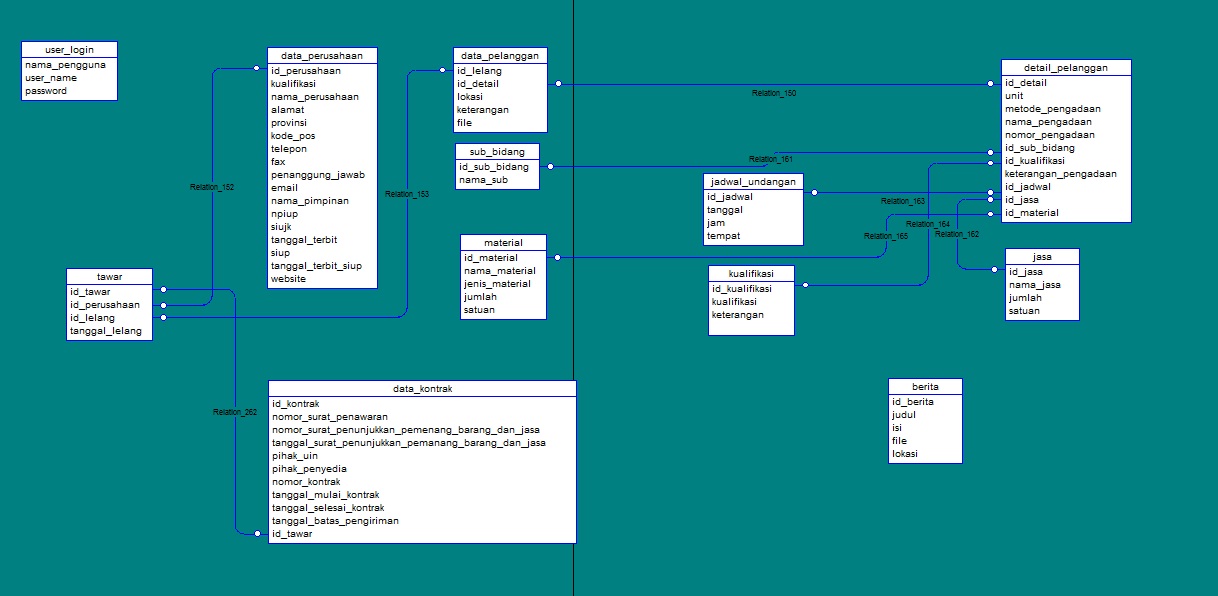 user_login
nama_pengguna
user_name
password
data_perusahaan
id_perusahaan
kualifikasi
nama_perusahaan
alamat
provinsi
kode_pos
telepon
fax
penanggung_jawab
email
nama_pimpinan
npiup
siujk
tanggal_terbit
siup
tanggal_terbit_siup
website
data_pelanggan
id_lelang
id_detail
lokasi
keterangan
file
detail_pelanggan
id_detail
unit
metode_pengadaan
nama_pengadaan
nomor_pengadaan
id_sub_bidang
id_kualifikasi
keterangan_pengadaan
id_jadwal
id_jasa
id_material
Relation_150
sub_bidang
id_sub_bidang
nama_sub
Relation_161
jadwal_undangan
id_jadwal
tanggal
jam
tempat
Relation_152
Relation_153
Relation_163
Relation_164
Relation_165
Relation_162
material
id_material
nama_material
jenis_material
jumlah
satuan
kualifikasi
id_kualifikasi
kualifikasi
keterangan
jasa
id_jasa
nama_jasa
jumlah
satuan
tawar
id_tawar
id_perusahaan
id_lelang
tanggal_lelang
Relation_262
data_kontrak
id_kontrak
nomor_surat_penawaran
nomor_surat_penunjukkan_pemenang_barang_dan_jasa
tanggal_surat_penunjukkan_pemanang_barang_dan_jasa
pihak_uin
pihak_penyedia
nomor_kontrak
tanggal_mulai_kontrak
tanggal_selesai_kontrak
tanggal_batas_pengiriman
id_tawar
berita
id_berita
judul
isi
file
lokasi